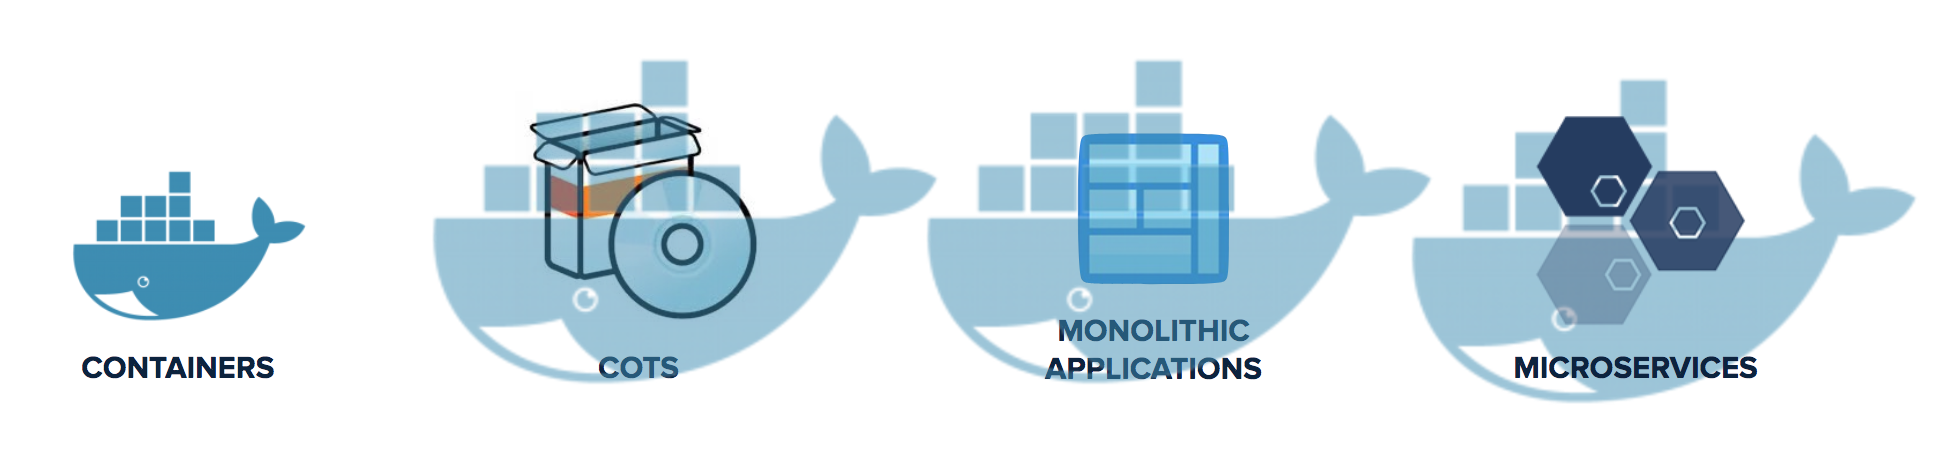 CONTAINERS
COTS
MONOLITHIC
APPLICATIONS
MICROSERVICES